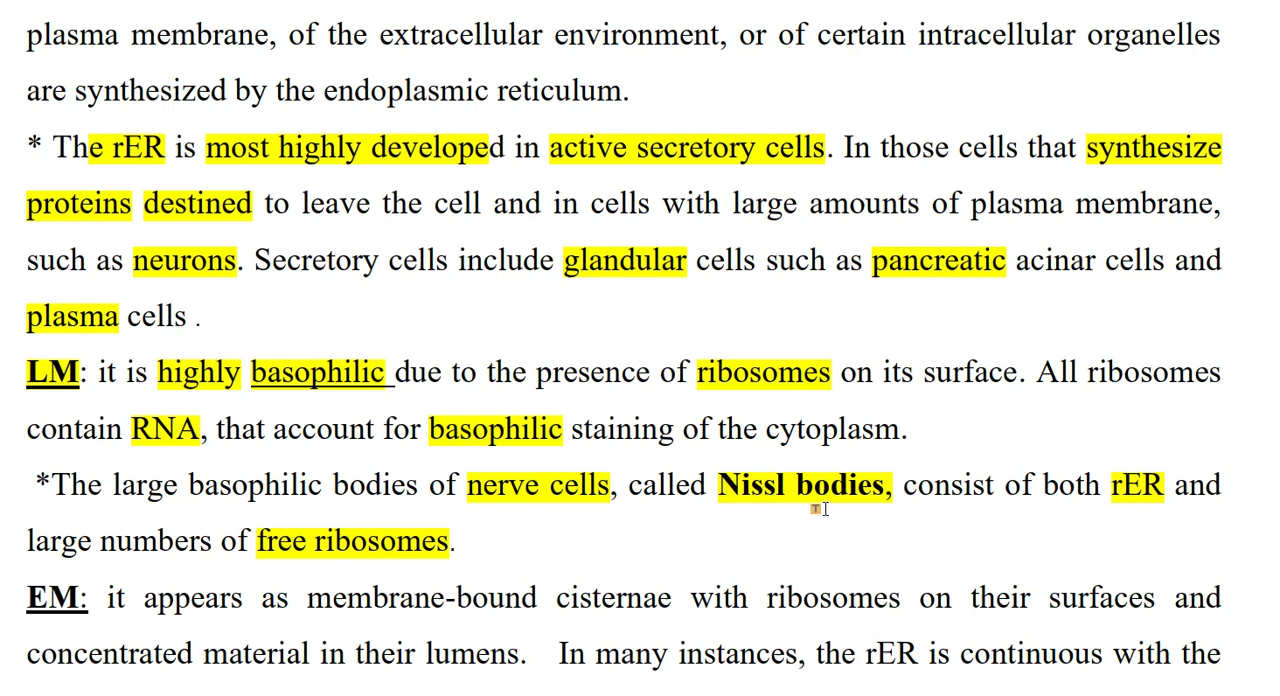 plasma membrane, of the extracellular environment, or of certain intracellular organelles
are synthesized by the endoplasmic reticulum.
* The rER is most highly developed in active secretory cells. In those cells that synthesize
proteins destined to leave the cell and in cells with large amounts of plasma membrane,
such as neurons. Secretory cells include glandular cells such as pancreatic acinar cells and
plasma cells .
LM: it is highly basophilic due to the presence of ribosomes on its surface. All ribosomes
contain RNA, that account for basophilic staining of the cytoplasm.
*The large basophilic bodies of nerve cells, called Nissl bodies, consist of both rER and
large numbers of free ribosomes.
EM: it appears as membrane-bound cisternae with ribosomes on their surfaces and
concentrated material in their lumens. In many instances, the rER is continuous with the